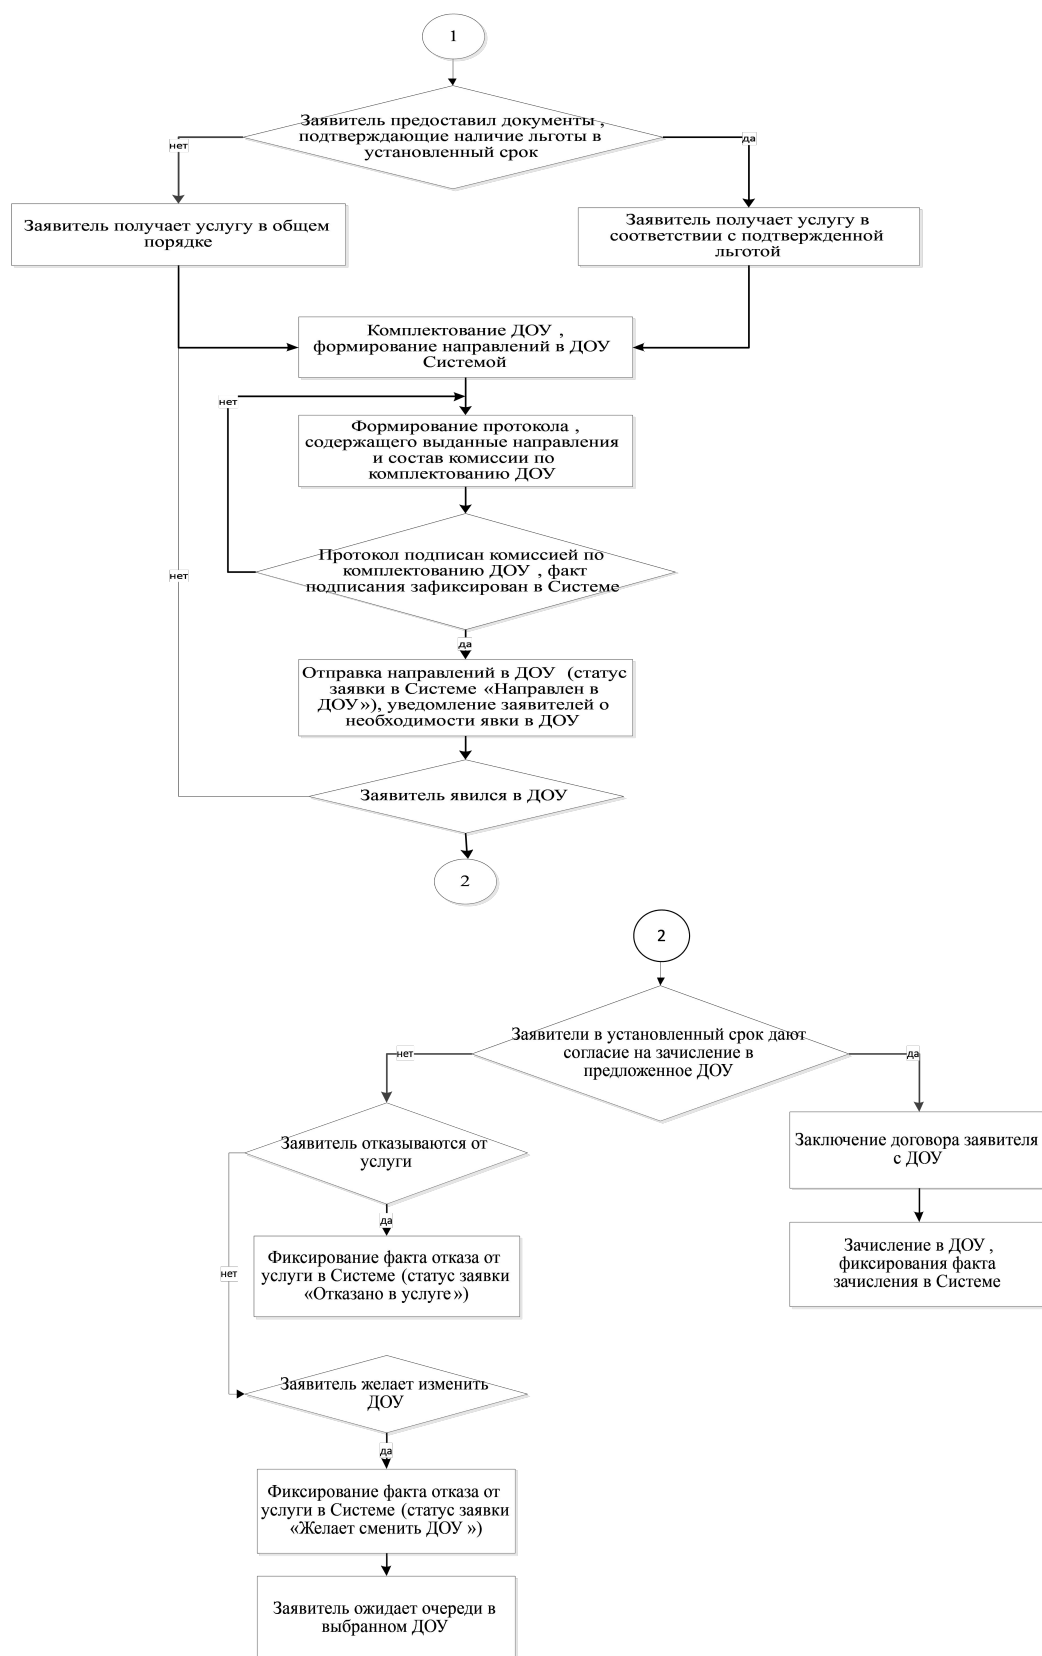 1
Заявитель предоставил документы ,
подтверждающие наличие льготы в
установленный срок
нет
да
Заявитель получает услугу в общем
порядке
Заявитель получает услугу в
соответствии с подтвержденной
льготой
Комплектование ДОУ ,
формирование направлений в ДОУ
Системой
нет
Формирование протокола ,
содержащего выданные направления
и состав комиссии по
комплектованию ДОУ
Протокол подписан комиссией по
комплектованию ДОУ , факт
подписания зафиксирован в Системе
нет
да
Отправка направлений в ДОУ (статус
заявки в Системе «Направлен в
ДОУ»), уведомление заявителей о
необходимости явки в ДОУ
Заявитель явился в ДОУ
2
2
Заявители в установленный срок дают
согласие на зачисление в
предложенное ДОУ
нет
да
Заявитель отказываются от
услуги
Заключение договора заявителя
с ДОУ
да
Фиксирование факта отказа от
услуги в Системе (статус заявки
«Отказано в услуге»)
Зачисление в ДОУ ,
фиксирования факта
зачисления в Системе
нет
Заявитель желает изменить
ДОУ
да
Фиксирование факта отказа от
услуги в Системе (статус заявки
«Желает сменить ДОУ »)
Заявитель ожидает очереди в
выбранном ДОУ